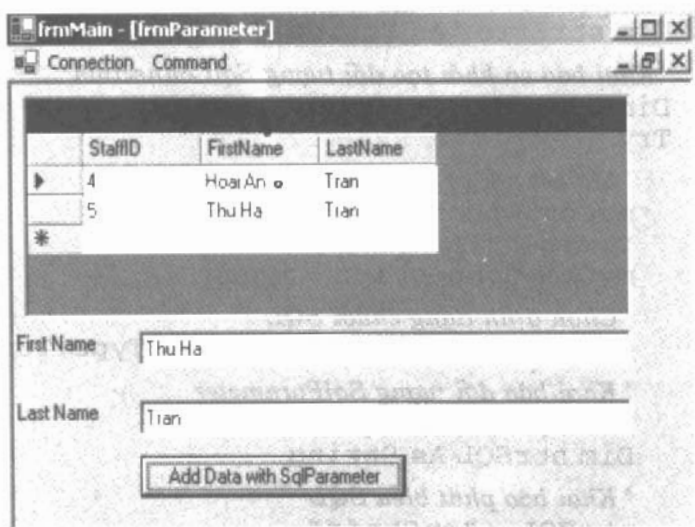 frmMain - [frmParameter]
Connection Command
StaffID FirstName LastName
4 Hoai An Tran
5 Thu Ha Tran
First Name Thu Ha
Last Name Tran
Add Data with SqlParameter